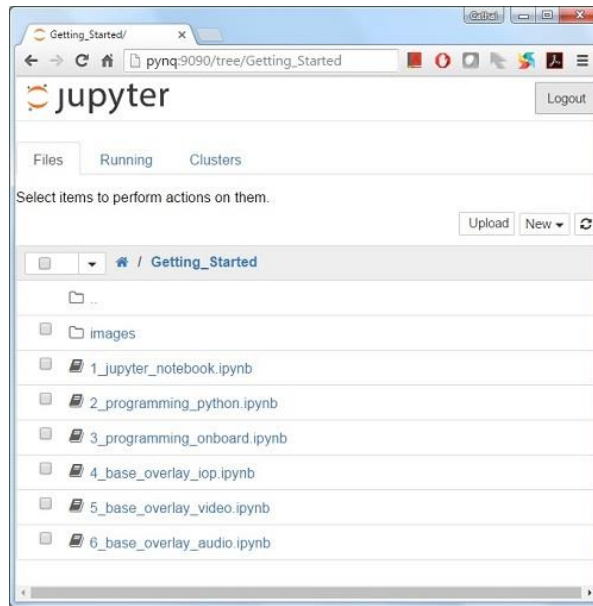 Getting_Started/
pynq:9090/tree/Getting_Started
jupyter
Logout
Files Running Clusters
Select items to perform actions on them.
Upload New
/ Getting_Started
..
images
1_jupyter_notebook.ipynb
2_programming_python.ipynb
3_programming_onboard.ipynb
4_base_overlay_iop.ipynb
5_base_overlay_video.ipynb
6_base_overlay_audio.ipynb